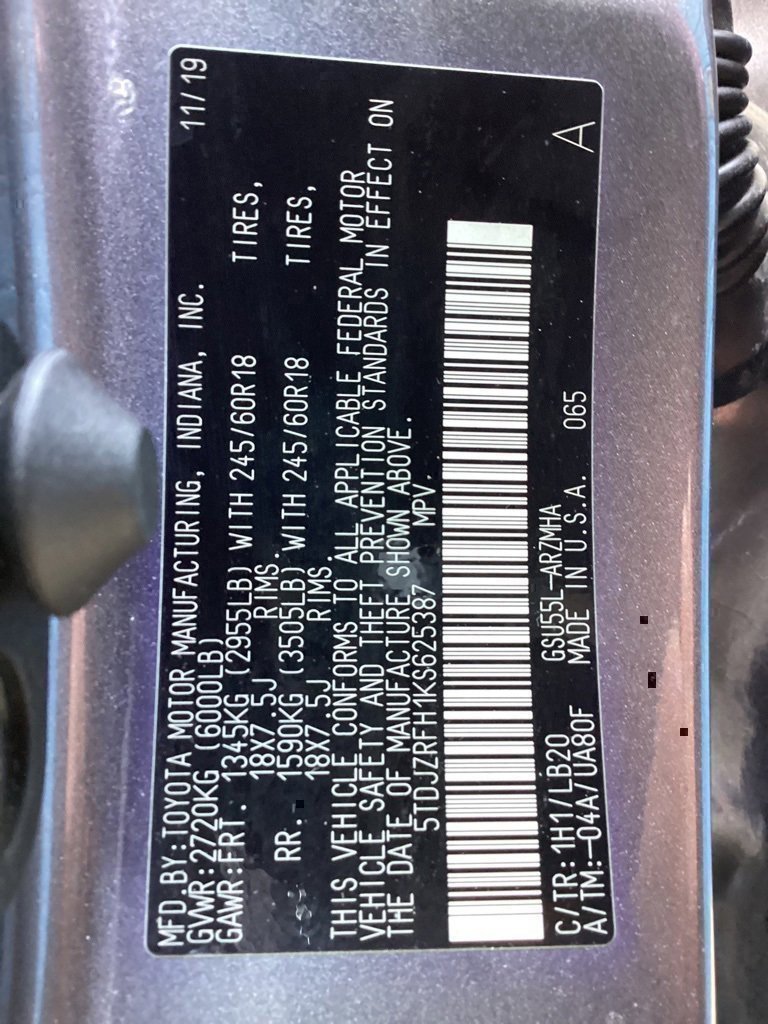 MFD.BY:TOYOTA MOTOR MANUFACTURING, INDIANA, INC. 11/19
GVWR:2720KG (6000LB)
GAWR:FRT. 1345KG (2955LB) WITH 245/60R18 TIRES,
18X7.5J RIMS.
RR. 1590KG (3505LB) WITH 245/60R18 TIRES,
18X7.5J RIMS.
THIS VEHICLE CONFORMS TO ALL APPLICABLE FEDERAL MOTOR
VEHICLE SAFETY AND THEFT PREVENTION STANDARDS IN EFFECT ON
THE DATE OF MANUFACTURE SHOWN ABOVE.
5TDJZRFH1KS625387 MPV
C/TR:1H1/LB20 GSU55L-ARZMHA
A/TM:-04A/UA80F MADE IN U.S.A. 065 A